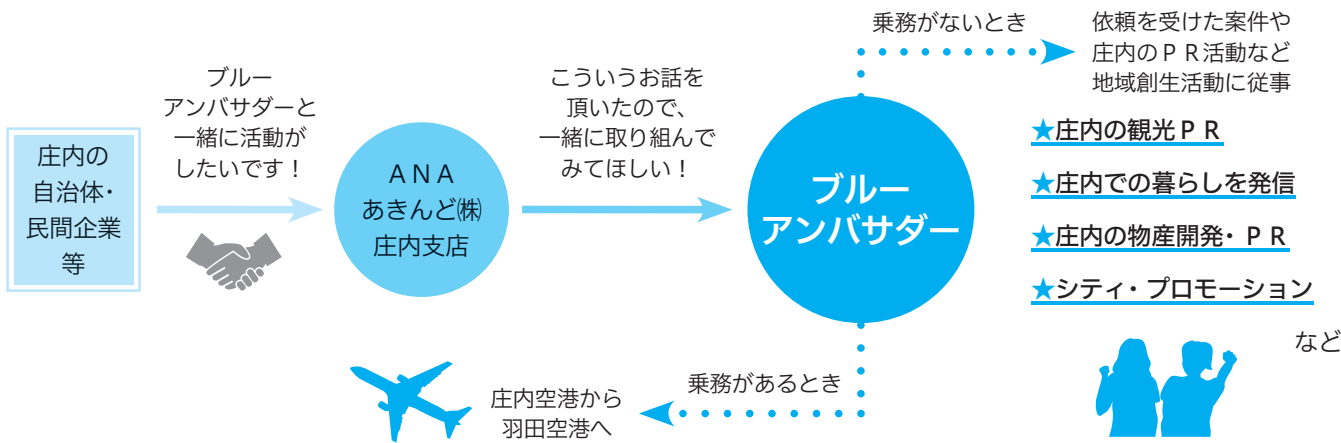 庄内の
自治体・
民間企業
等
ブルー
アンバサダーと
一緒に活動が
したいです！
ＡＮＡ
あきんど㈱
庄内支店
こういうお話を
頂いたので、
一緒に取り組んで
みてほしい！
ブルー
アンバサダー
乗務がないとき
依頼を受けた案件や
庄内のＰＲ活動など
地域創生活動に従事
★庄内の観光ＰＲ
★庄内での暮らしを発信
★庄内の物産開発・ＰＲ
★シティ・プロモーション
など
乗務があるとき
庄内空港から
羽田空港へ